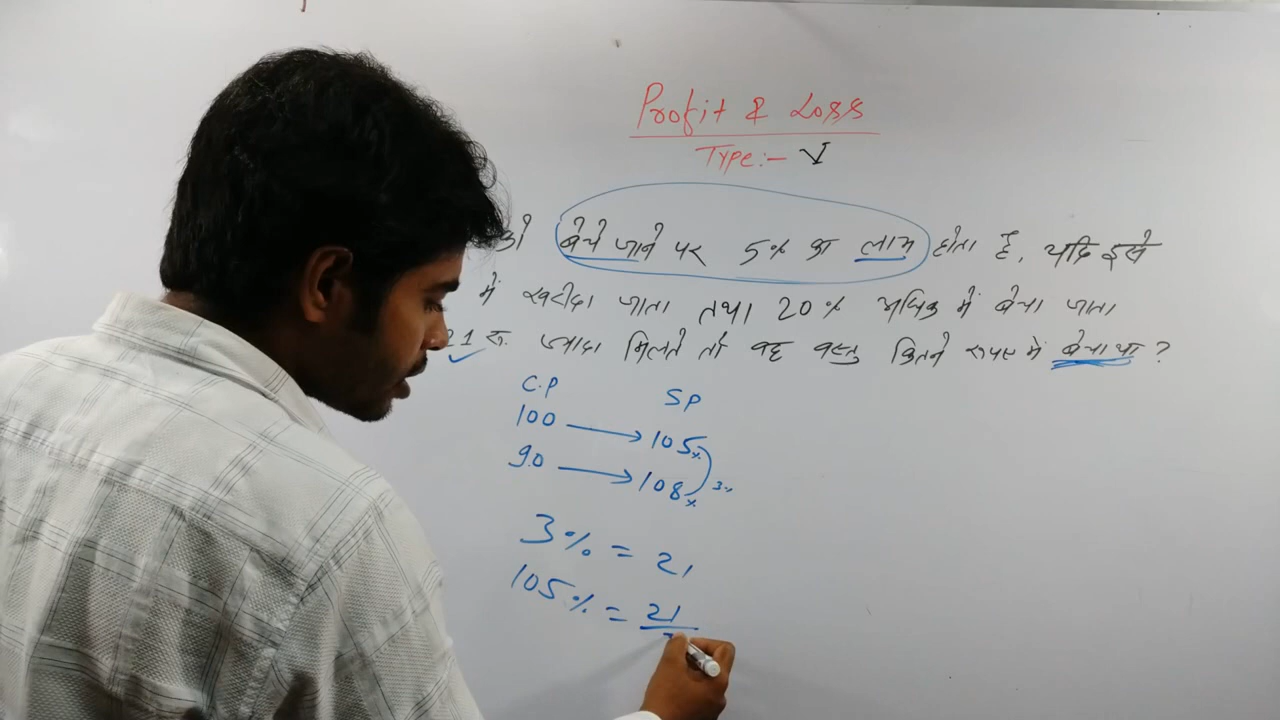 Profit & Loss
Type:- V
को बेचे जाने पर 5% का लाभ होता है, यदि इसे
में खरीदा जाता तथा 20% अधिक में बेचा जाता
21 रु. ज्यादा मिलते तो वह वस्तु कितने रुपए में बेचा था ?
C.P SP
100 → 105%
90 → 108% 3%
3% = 21
105% = 21